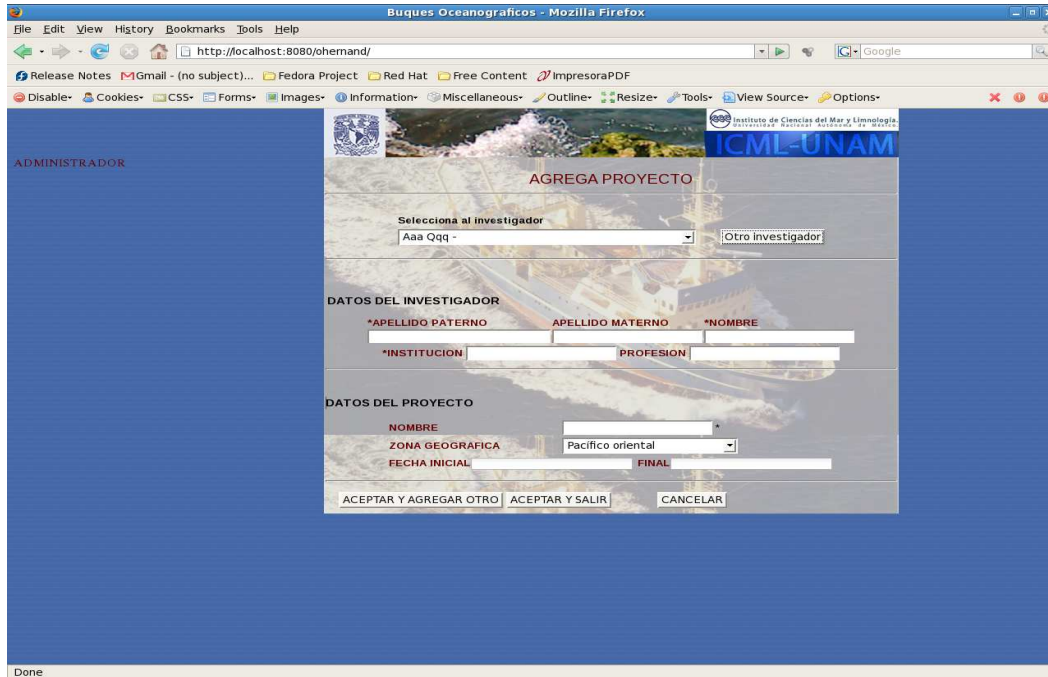 Buques Oceanograficos - Mozilla Firefox
File Edit View History Bookmarks Tools Help
http://localhost:8080/ohernand/
Google
Release Notes Gmail - (no subject)... Fedora Project Red Hat Free Content ImpresoraPDF
Disable Cookies CSS Forms Images Information Miscellaneous Outline Resize Tools View Source Options
Instituto de Ciencias del Mar y Limnología.
Universidad Nacional Autónoma de México.
ICML-UNAM
ADMINISTRADOR
AGREGA PROYECTO
Selecciona al investigador
Aaa Qqq - Otro investigador
DATOS DEL INVESTIGADOR
*APELLIDO PATERNO APELLIDO MATERNO *NOMBRE
*INSTITUCION PROFESION
DATOS DEL PROYECTO
NOMBRE *
ZONA GEOGRAFICA Pacífico oriental
FECHA INICIAL FINAL
ACEPTAR Y AGREGAR OTRO ACEPTAR Y SALIR CANCELAR
Done